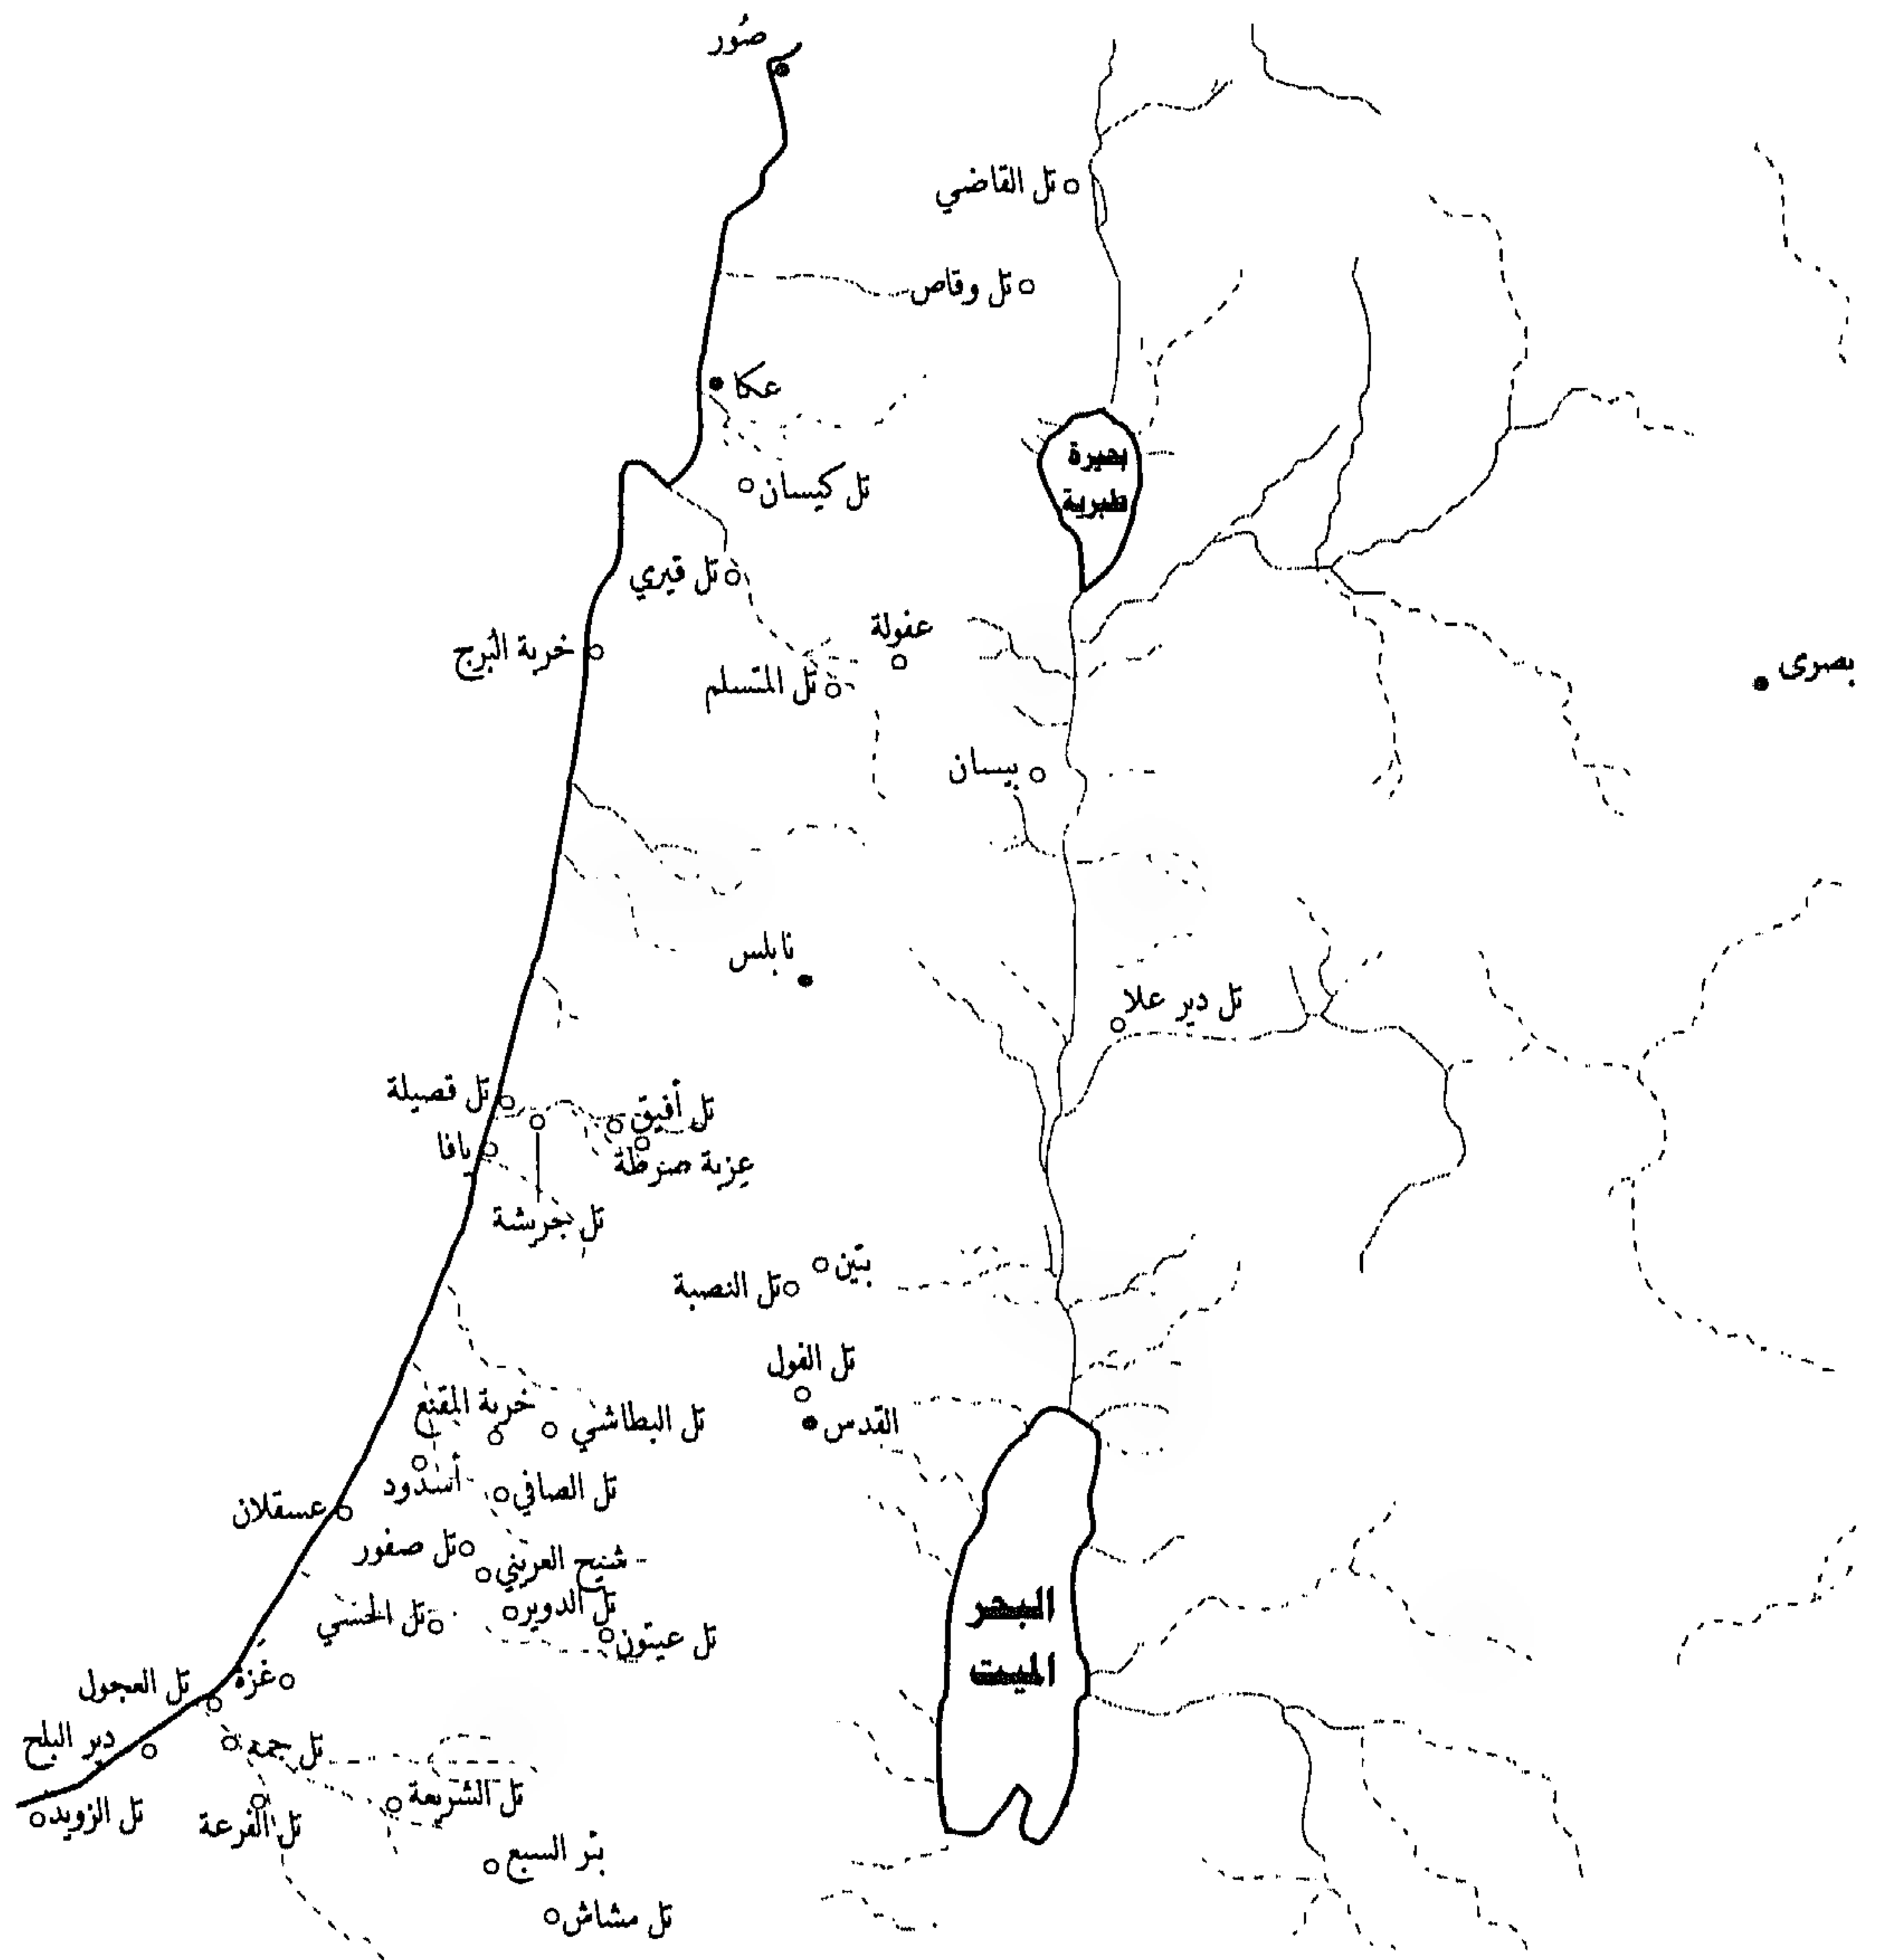 صُور
تل القاضي
تل وقاص
عكا
بحيرة
طبرية
تل كيسان
تل قيري
عفولة
خربة البرج
بصرى
تل المتسلم
بيسان
نابلس
تل دير علا
تل قصيلة
تل أفيق
يافا
عزبة صرطة
تل جريشة
بتين
تل النصبة
تل الفول
خربة المقنع
تل البطاشي
القدس
أسدود
تل الصافي
عسقلان
تل صفور
شيخ العريني
تل الدوير
البحر
الميت
تل الحسي
تل عيتون
غزة
تل العجول
دير البلح
تل جمعه
تل الشريعة
تل الزويد
تل الفرعة
بئر السبع
تل مشاش